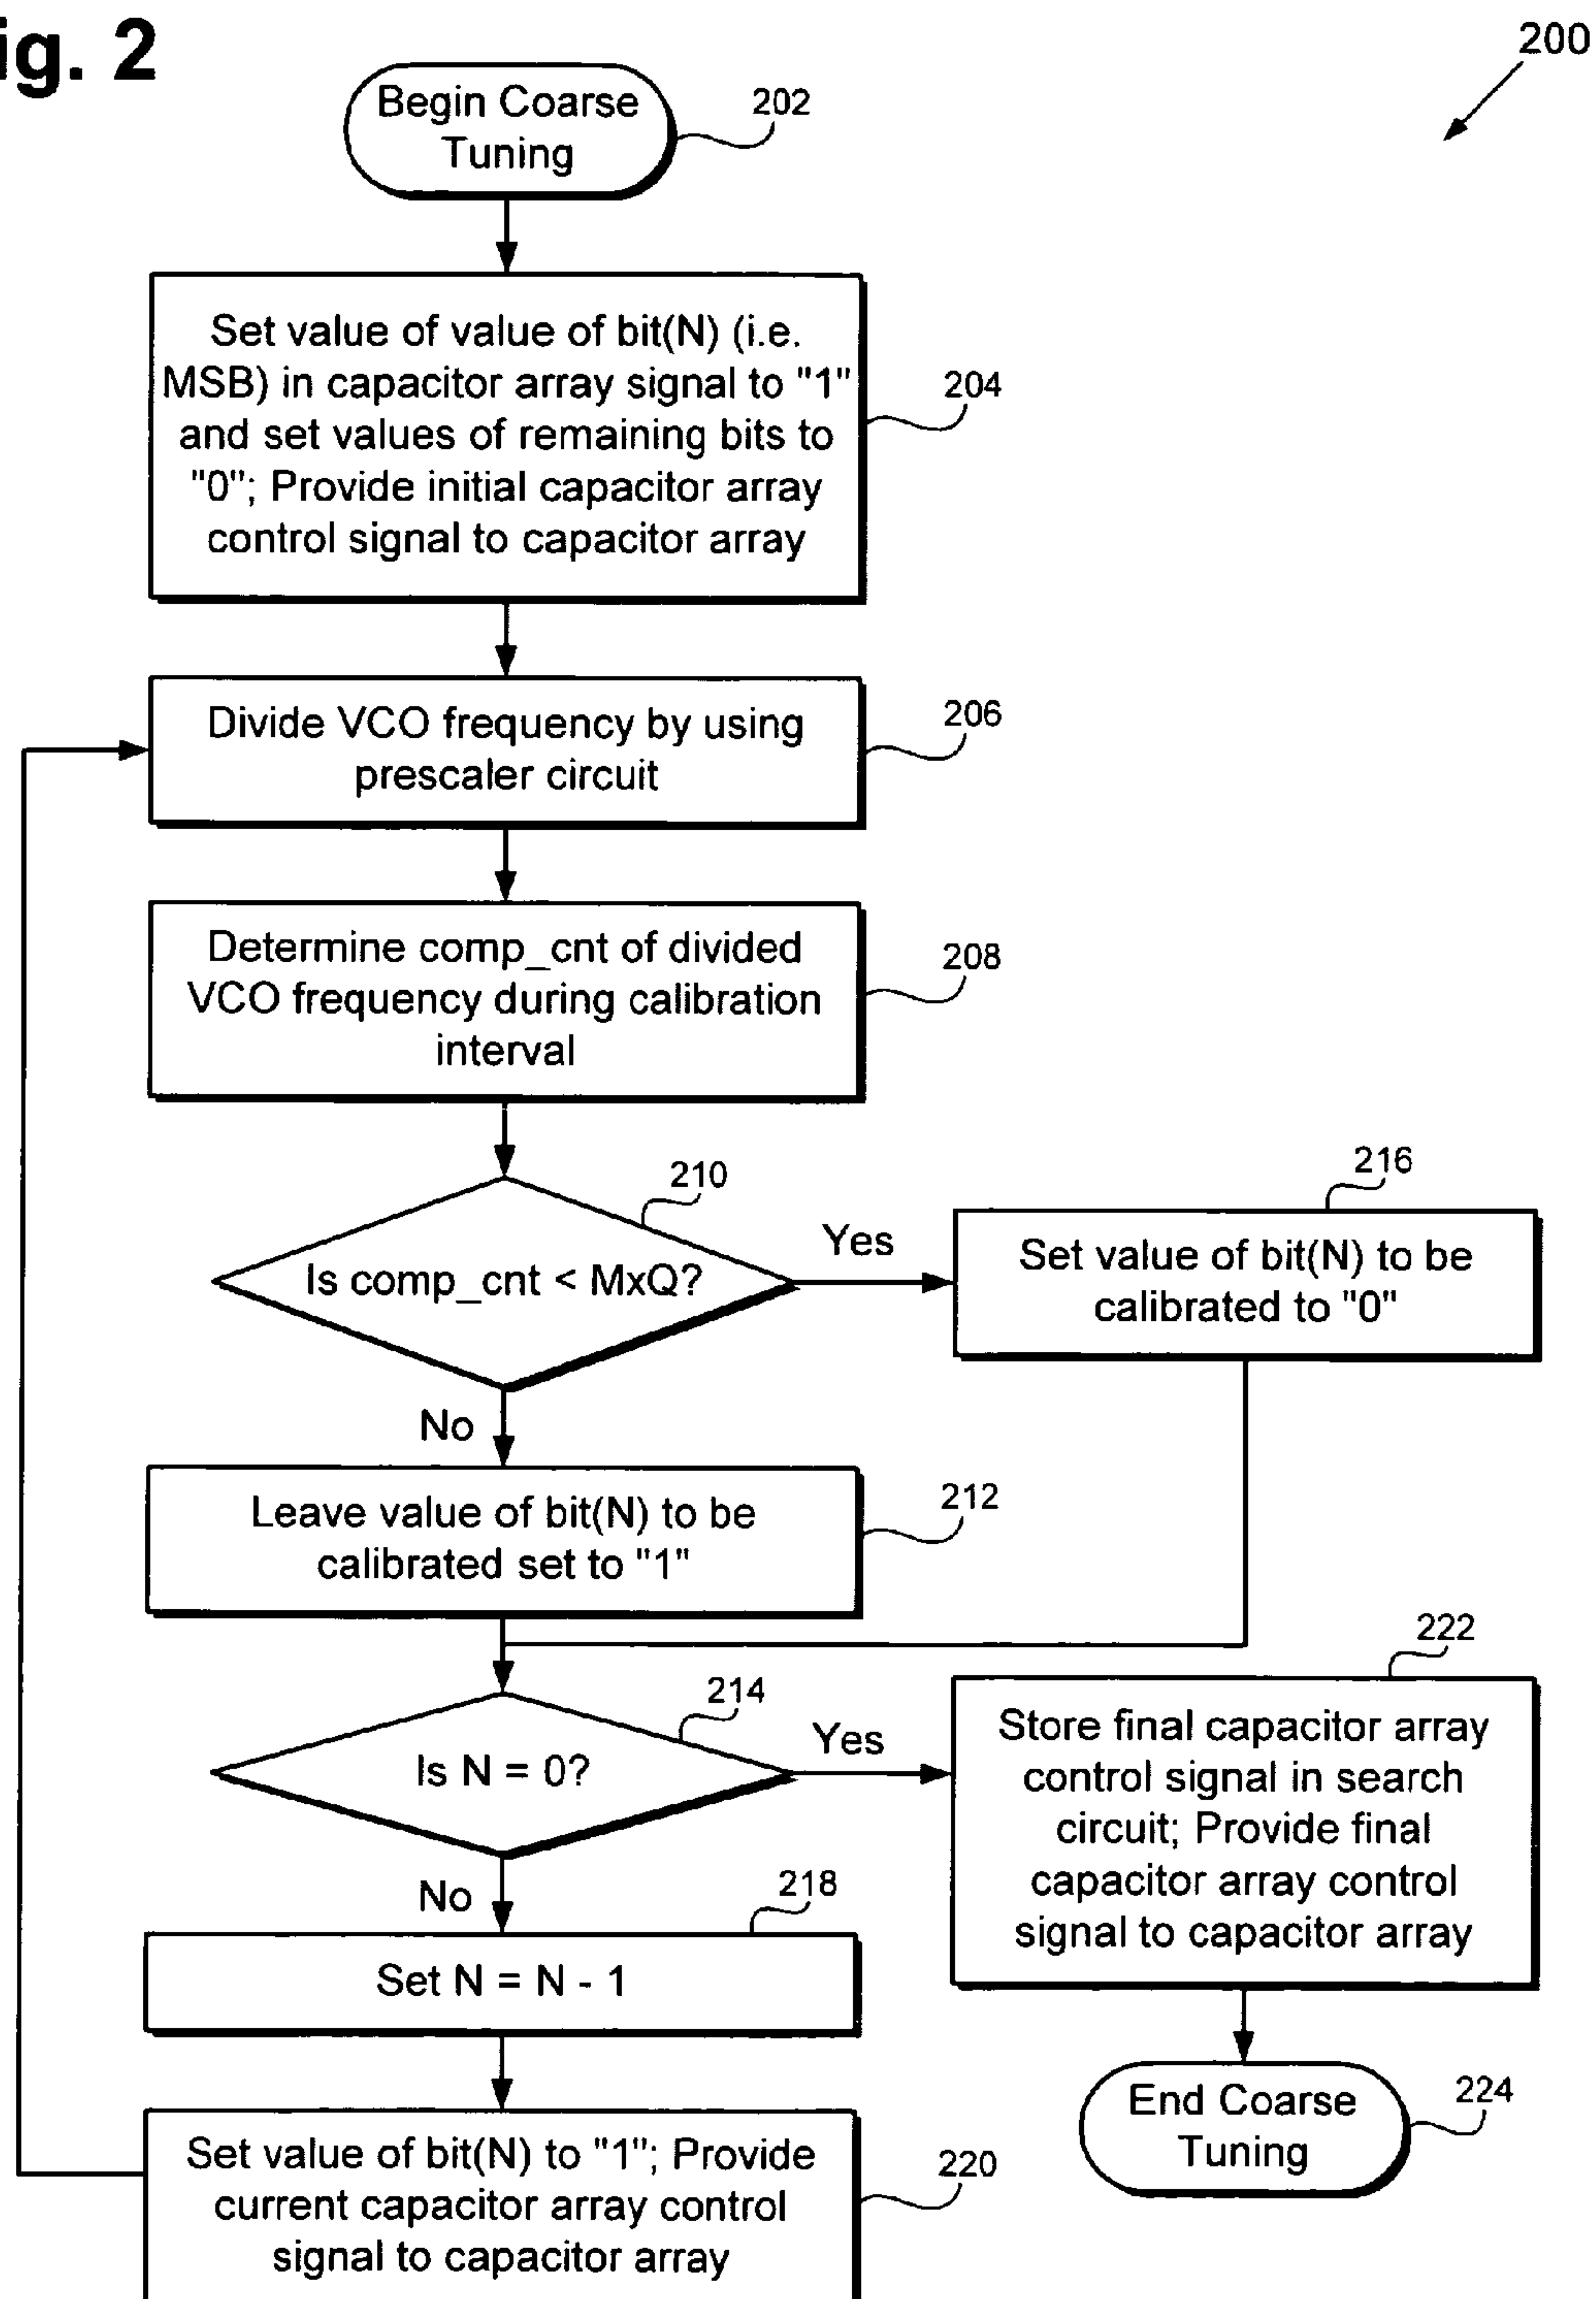 ig. 2
200
Begin Coarse
Tuning
202
Set value of value of bit(N) (i.e.
MSB) in capacitor array signal to "1"
and set values of remaining bits to
"0"; Provide initial capacitor array
control signal to capacitor array
204
Divide VCO frequency by using
prescaler circuit
206
Determine comp_cnt of divided
VCO frequency during calibration
interval
208
Is comp_cnt < MxQ?
210
Yes
Set value of bit(N) to be
calibrated to "0"
216
No
Leave value of bit(N) to be
calibrated set to "1"
212
Is N = 0?
214
Yes
Store final capacitor array
control signal in search
circuit; Provide final
capacitor array control
signal to capacitor array
222
No
Set N = N - 1
218
End Coarse
Tuning
224
Set value of bit(N) to "1"; Provide
current capacitor array control
signal to capacitor array
220